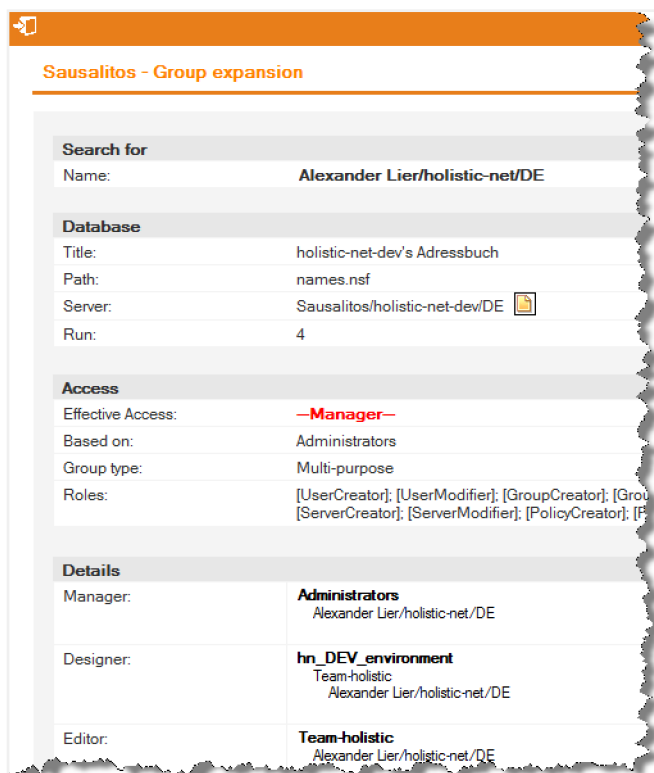 Sausalitos - Group expansion
Search for
Name: Alexander Lier/holistic-net/DE
Database
Title: holistic-net-dev's Adressbuch
Path: names.nsf
Server: Sausalitos/holistic-net-dev/DE
Run: 4
Access
Effective Access: —Manager—
Based on: Administrators
Group type: Multi-purpose
Roles: [UserCreator]; [UserModifier]; [GroupCreator];
[ServerCreator]; [ServerModifier]; [PolicyCreator];
Details
Manager: Administrators
Alexander Lier/holistic-net/DE
Designer: hn_DEV_environment
Team-holistic
Alexander Lier/holistic-net/DE
Editor: Team-holistic
Alexander Lier/holistic-net/DE